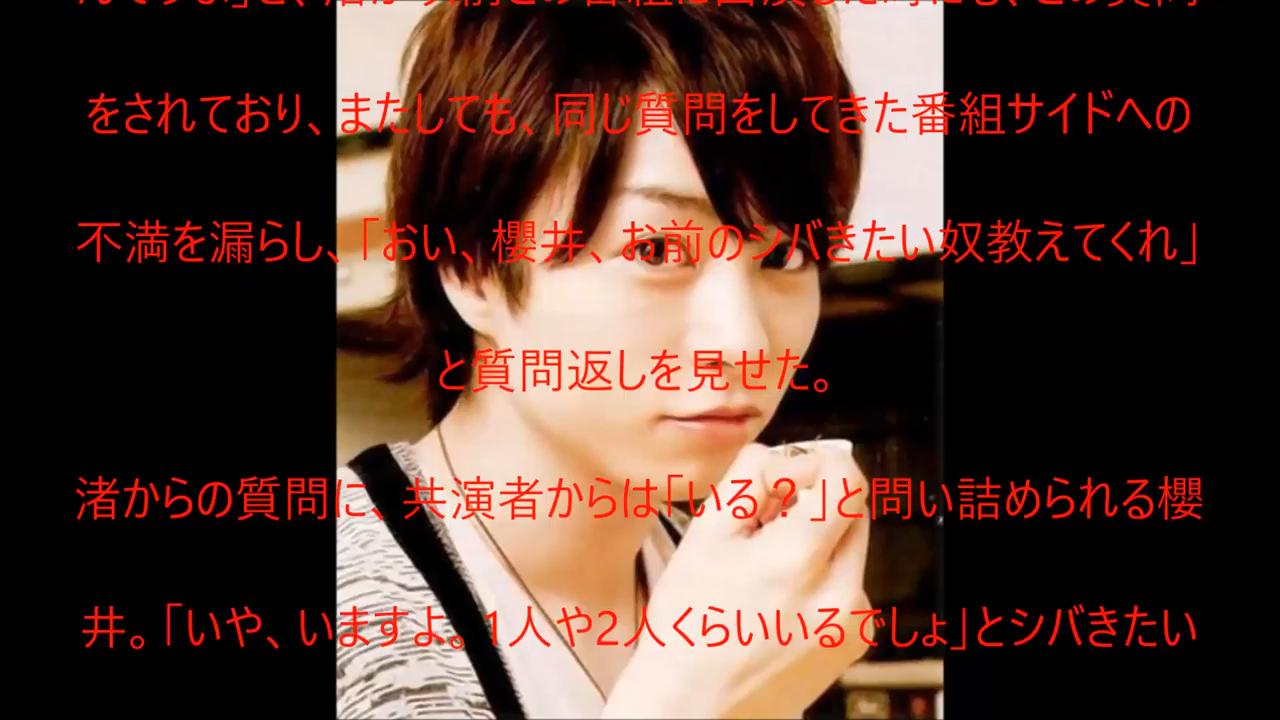 をされており、またしても、同じ質問をしてきた番組サイドへの
不満を漏らし、「おい、櫻井、お前のシバきたい奴教えてくれ」
と質問返しを見せた。
渚からの質問に、共演者からは「いる？」と問い詰められる櫻
井。「いや、いますよ。1人や2人くらいいるでしょ」とシバきたい